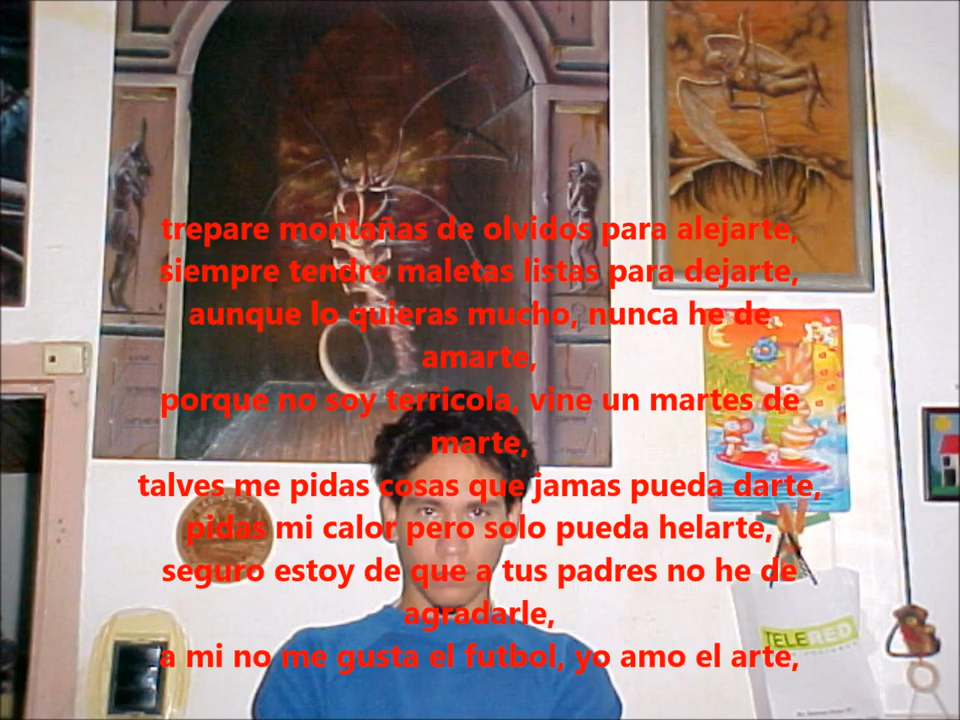 trepare montañas de olvidos para alejarte,
siempre tendre maletas listas para dejarte,
aunque lo quieras mucho, nunca he de
amarte,
porque no soy terricola, vine un martes de
marte,
talves me pidas cosas que jamas pueda darte,
pidas mi calor pero solo pueda helarte,
seguro estoy de que a tus padres no he de
agradarle,
a mi no me gusta el futbol, yo amo el arte,
TELERED